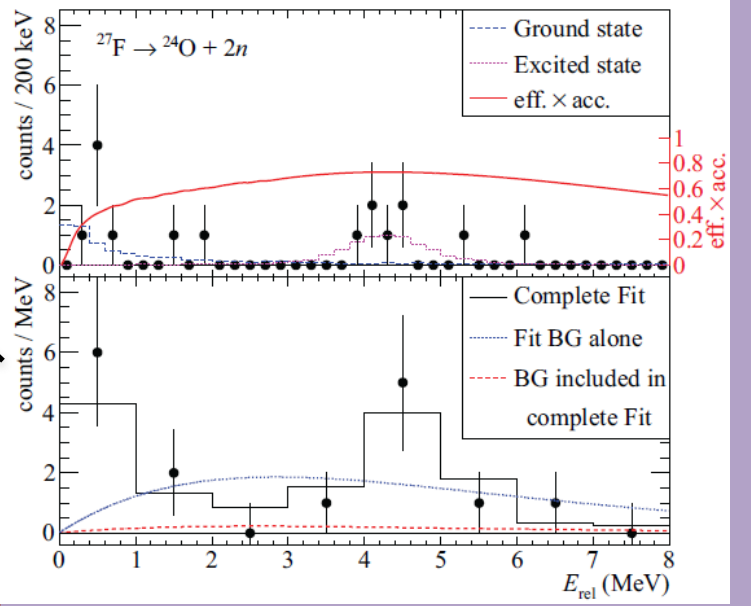 8
6
4
2
0
counts / 200 keV
²⁷F → ²⁴O + 2n
Ground state
Excited state
eff. × acc.
1
0.8
0.6
0.4
0.2
0
eff. × acc.
8
6
4
2
0
counts / MeV
Complete Fit
Fit BG alone
BG included in
complete Fit
0 1 2 3 4 5 6 7 8
E_rel (MeV)